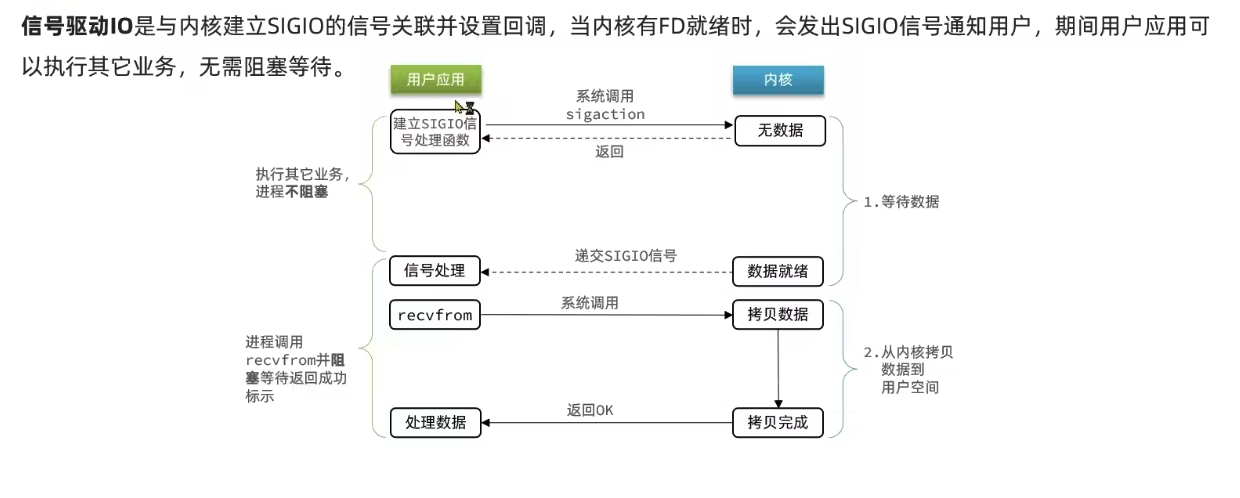 信号驱动IO是与内核建立SIGIO的信号关联并设置回调，当内核有FD就绪时，会发出SIGIO信号通知用户，期间用户应用可
以执行其它业务，无需阻塞等待。
用户应用
内核
系统调用
sigaction
建立SIGIO信
号处理函数
无数据
返回
执行其它业务，
进程不阻塞
1.等待数据
递交SIGIO信号
信号处理
数据就绪
系统调用
recvfrom
拷贝数据
进程调用
recvfrom并阻
塞等待返回成功
标示
2.从内核拷贝
数据到
用户空间
返回OK
处理数据
拷贝完成